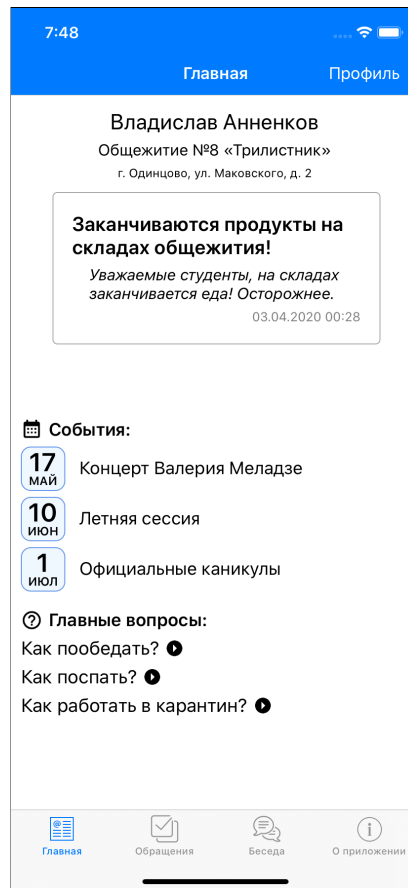 7:48
Главная
Профиль
Владислав Анненков
Общежитие №8 «Трилистник»
г. Одинцово, ул. Маковского, д. 2
Заканчиваются продукты на
складах общежития!
Уважаемые студенты, на складах
заканчивается еда! Осторожнее.
03.04.2020 00:28
События:
17
МАЙ
Концерт Валерия Меладзе
10
ИЮН
Летняя сессия
1
ИЮЛ
Официальные каникулы
Главные вопросы:
Как пообедать?
Как поспать?
Как работать в карантин?
Главная
Обращения
Беседа
О приложении